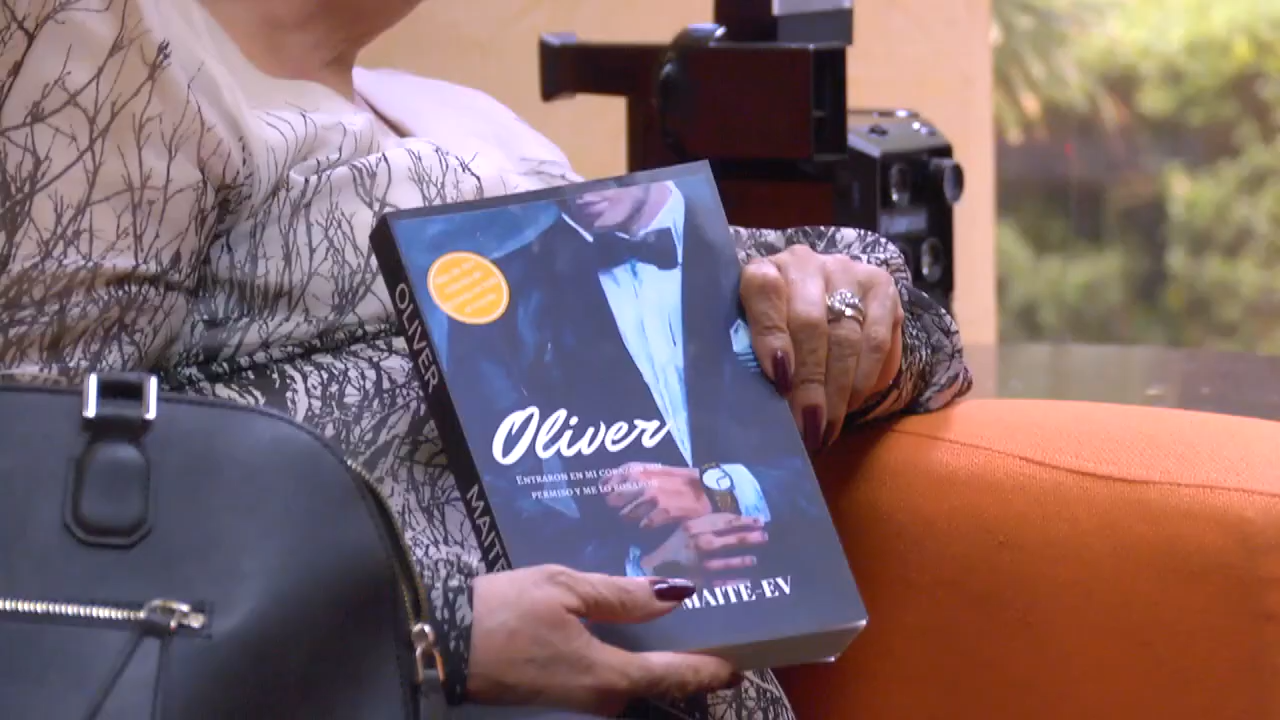 OLIVER MAITE
Oliver
ENTRARON EN MI CORAZÓN SIN
PERMISO Y ME LO ROBARON
MAITE-EV